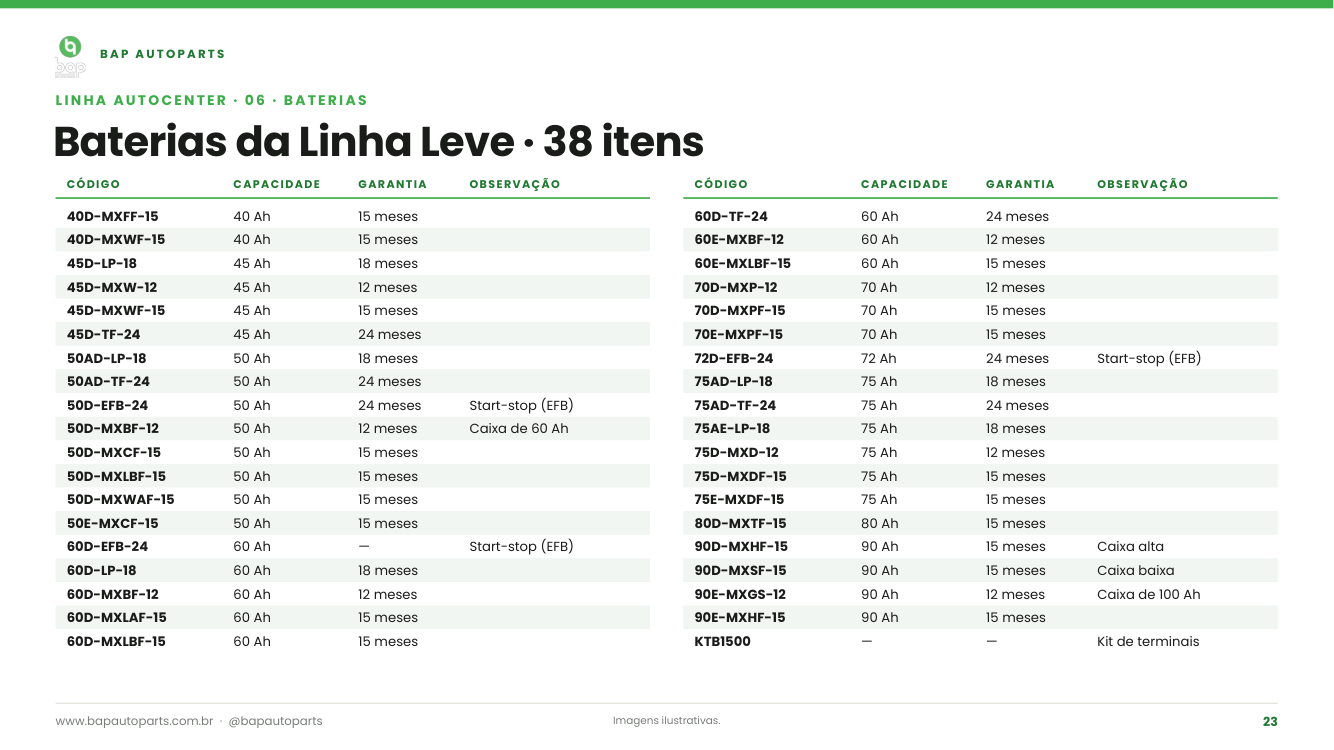 bap
BAP AUTOPARTS
LINHA AUTOCENTER · 06 · BATERIAS
Baterias da Linha Leve · 38 itens
CÓDIGO CAPACIDADE GARANTIA OBSERVAÇÃO
40D-MXFF-15 40 Ah 15 meses
40D-MXWF-15 40 Ah 15 meses
45D-LP-18 45 Ah 18 meses
45D-MXW-12 45 Ah 12 meses
45D-MXWF-15 45 Ah 15 meses
45D-TF-24 45 Ah 24 meses
50AD-LP-18 50 Ah 18 meses
50AD-TF-24 50 Ah 24 meses
50D-EFB-24 50 Ah 24 meses Start-stop (EFB)
50D-MXBF-12 50 Ah 12 meses Caixa de 60 Ah
50D-MXCF-15 50 Ah 15 meses
50D-MXLBF-15 50 Ah 15 meses
50D-MXWAF-15 50 Ah 15 meses
50E-MXCF-15 50 Ah 15 meses
60D-EFB-24 60 Ah — Start-stop (EFB)
60D-LP-18 60 Ah 18 meses
60D-MXBF-12 60 Ah 12 meses
60D-MXLAF-15 60 Ah 15 meses
60D-MXLBF-15 60 Ah 15 meses
CÓDIGO CAPACIDADE GARANTIA OBSERVAÇÃO
60D-TF-24 60 Ah 24 meses
60E-MXBF-12 60 Ah 12 meses
60E-MXLBF-15 60 Ah 15 meses
70D-MXP-12 70 Ah 12 meses
70D-MXPF-15 70 Ah 15 meses
70E-MXPF-15 70 Ah 15 meses
72D-EFB-24 72 Ah 24 meses Start-stop (EFB)
75AD-LP-18 75 Ah 18 meses
75AD-TF-24 75 Ah 24 meses
75AE-LP-18 75 Ah 18 meses
75D-MXD-12 75 Ah 12 meses
75D-MXDF-15 75 Ah 15 meses
75E-MXDF-15 75 Ah 15 meses
80D-MXTF-15 80 Ah 15 meses
90D-MXHF-15 90 Ah 15 meses Caixa alta
90D-MXSF-15 90 Ah 15 meses Caixa baixa
90E-MXGS-12 90 Ah 12 meses Caixa de 100 Ah
90E-MXHF-15 90 Ah 15 meses
KTB1500 — — Kit de terminais
www.bapautoparts.com.br · @bapautoparts
Imagens ilustrativas.
23